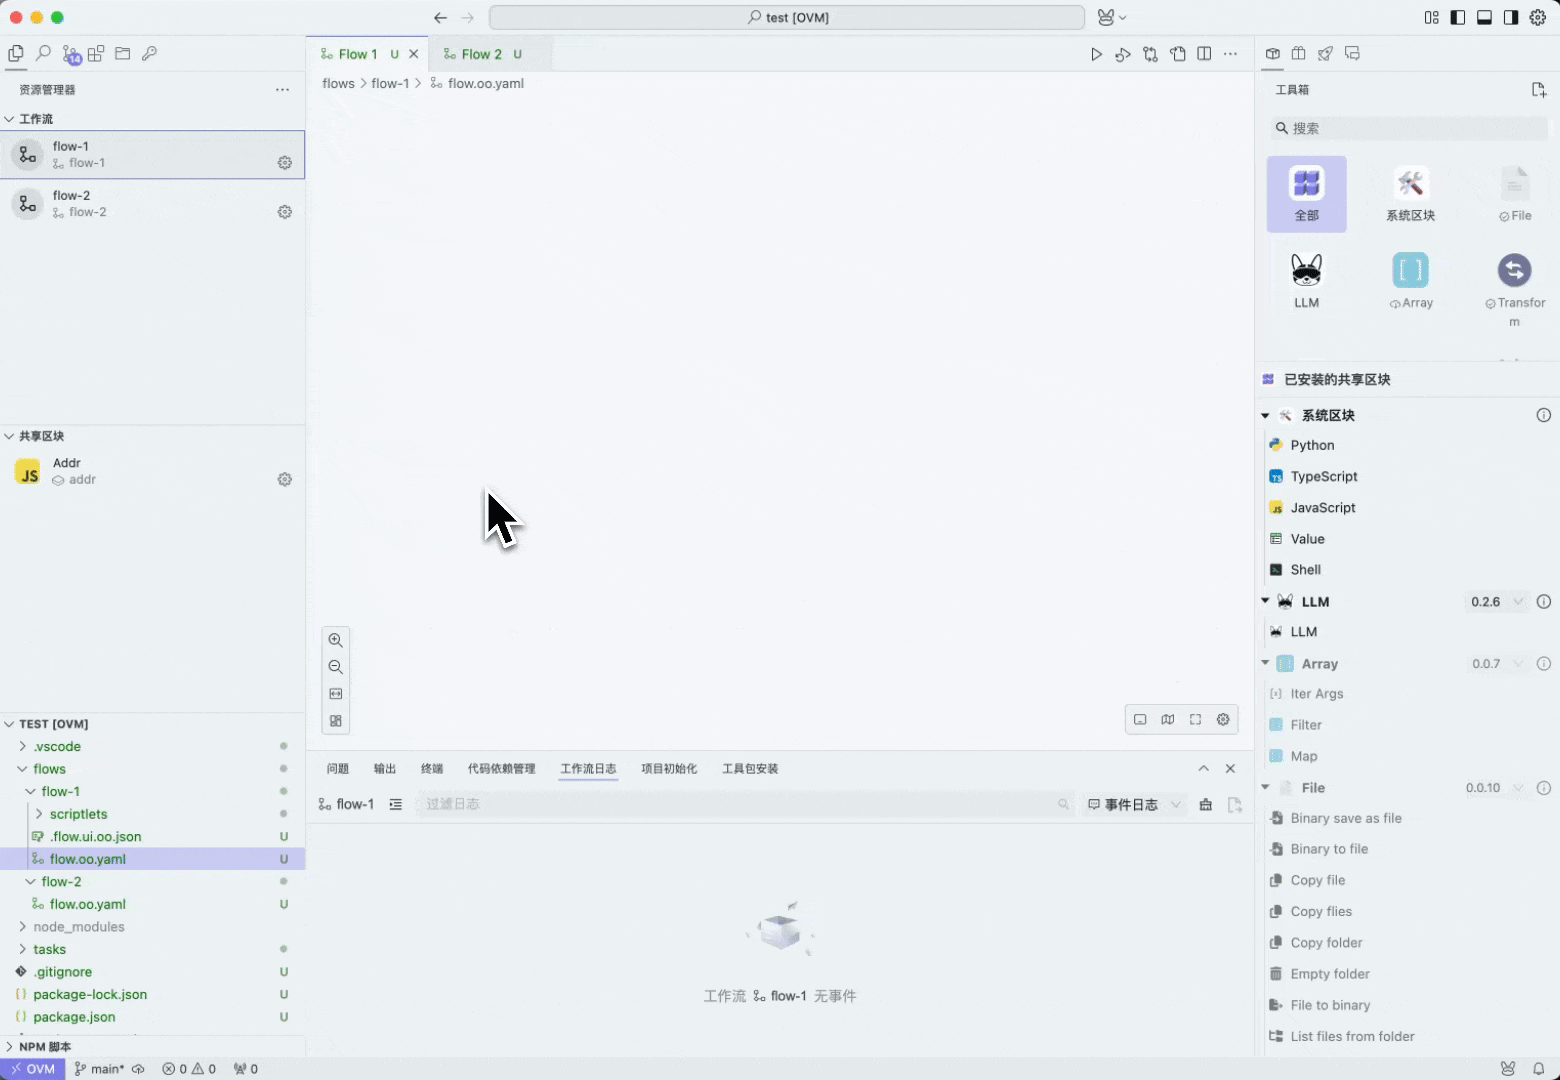 test [OVM]
14
Flow 1 U
Flow 2 U
资源管理器
flows > flow-1 > flow.oo.yaml
工作流
flow-1
flow-1
flow-2
flow-2
共享区块
JS
Addr
addr
TEST [OVM]
.vscode
flows
flow-1
scriptlets
.flow.ui.oo.json U
flow.oo.yaml U
flow-2
flow.oo.yaml U
node_modules
tasks
.gitignore U
package-lock.json U
package.json U
NPM 脚本
OVM main* 0 0 0
问题 输出 终端 代码依赖管理 工作流日志 项目初始化 工具包安装
flow-1 过滤日志 事件日志
工作流 flow-1 无事件
工具箱
搜索
全部 系统区块 File
LLM Array Transfor
m
已安装的共享区块
系统区块
Python
TS TypeScript
JS JavaScript
Value
Shell
LLM 0.2.6
LLM
Array 0.0.7
Iter Args
Filter
Map
File 0.0.10
Binary save as file
Binary to file
Copy file
Copy flies
Copy folder
Empty folder
File to binary
List files from folder